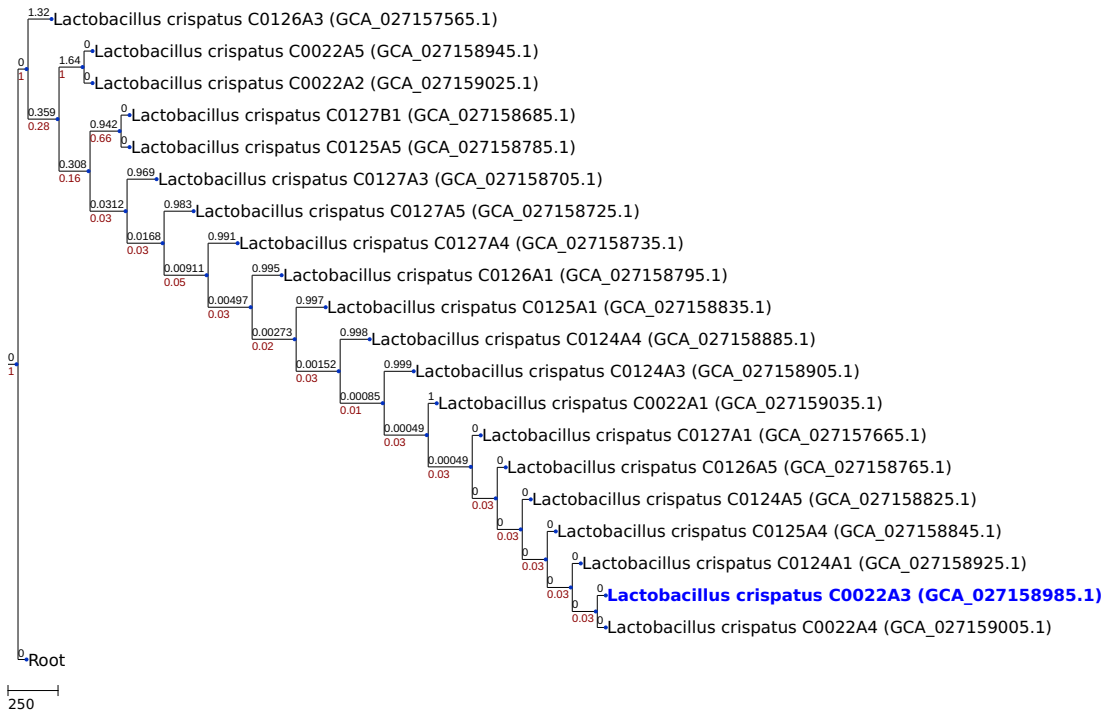 1.32 Lactobacillus crispatus C0126A3 (GCA_027157565.1)
0 Lactobacillus crispatus C0022A5 (GCA_027158945.1)
0 1.64
1 1
0 Lactobacillus crispatus C0022A2 (GCA_027159025.1)
0 Lactobacillus crispatus C0127B1 (GCA_027158685.1)
0.359 0.942
0.28 0.66
0 Lactobacillus crispatus C0125A5 (GCA_027158785.1)
0.308 0.969 Lactobacillus crispatus C0127A3 (GCA_027158705.1)
0.16
0.0312 0.983 Lactobacillus crispatus C0127A5 (GCA_027158725.1)
0.03
0.0168 0.991 Lactobacillus crispatus C0127A4 (GCA_027158735.1)
0.03
0.00911 0.995 Lactobacillus crispatus C0126A1 (GCA_027158795.1)
0.05
0.00497 0.997 Lactobacillus crispatus C0125A1 (GCA_027158835.1)
0.03
0.00273 0.998 Lactobacillus crispatus C0124A4 (GCA_027158885.1)
0.02
0 0.00152 0.999 Lactobacillus crispatus C0124A3 (GCA_027158905.1)
1 0.03
0.00085 1 Lactobacillus crispatus C0022A1 (GCA_027159035.1)
0.01
0.00049 0 Lactobacillus crispatus C0127A1 (GCA_027157665.1)
0.03
0.00049 0 Lactobacillus crispatus C0126A5 (GCA_027158765.1)
0.03
0 0 Lactobacillus crispatus C0124A5 (GCA_027158825.1)
0.03
0 0 Lactobacillus crispatus C0125A4 (GCA_027158845.1)
0.03
0 0 Lactobacillus crispatus C0124A1 (GCA_027158925.1)
0.03
0 0 Lactobacillus crispatus C0022A3 (GCA_027158985.1)
0.03
0 0 Lactobacillus crispatus C0022A4 (GCA_027159005.1)
0.03
0 Root
250